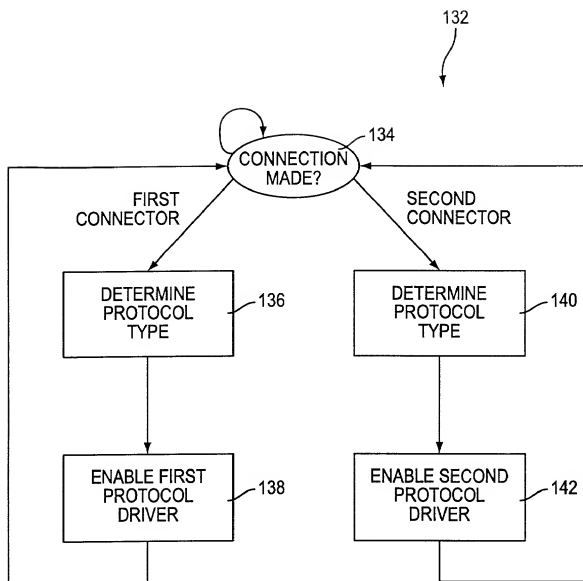 132
134
CONNECTION
MADE?
FIRST
CONNECTOR
SECOND
CONNECTOR
DETERMINE
PROTOCOL
TYPE
136
DETERMINE
PROTOCOL
TYPE
140
ENABLE FIRST
PROTOCOL
DRIVER
138
ENABLE SECOND
PROTOCOL
DRIVER
142